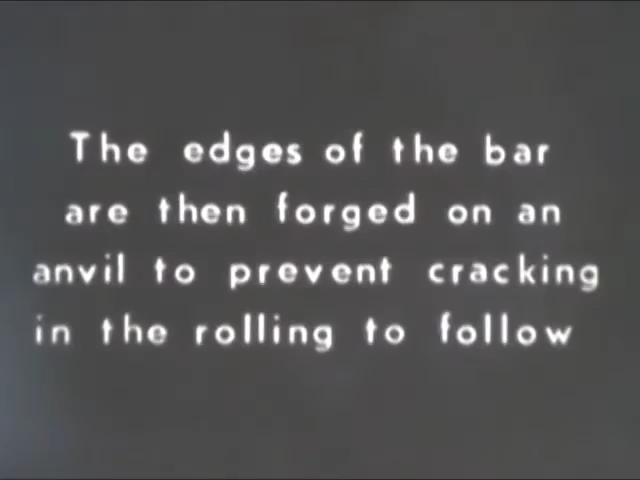 The edges of the bar
are then forged on an
anvil to prevent cracking
in the rolling to follow